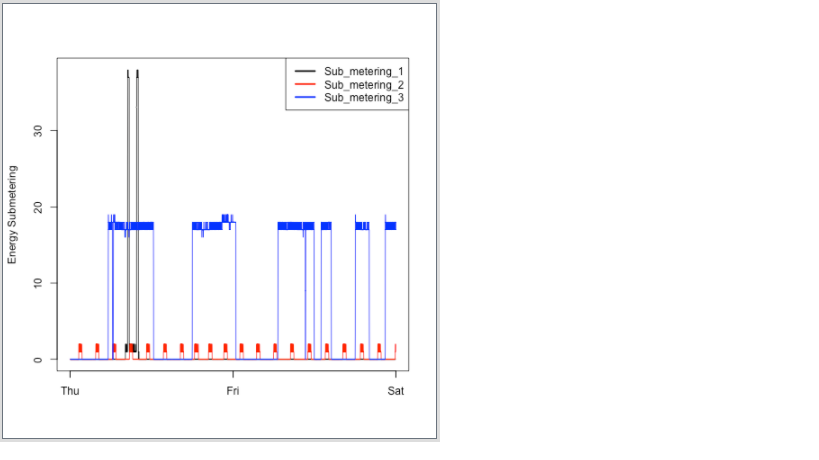 Sub_metering_1
Sub_metering_2
Sub_metering_3
30
20
10
0
Energy Submetering
Thu Fri Sat